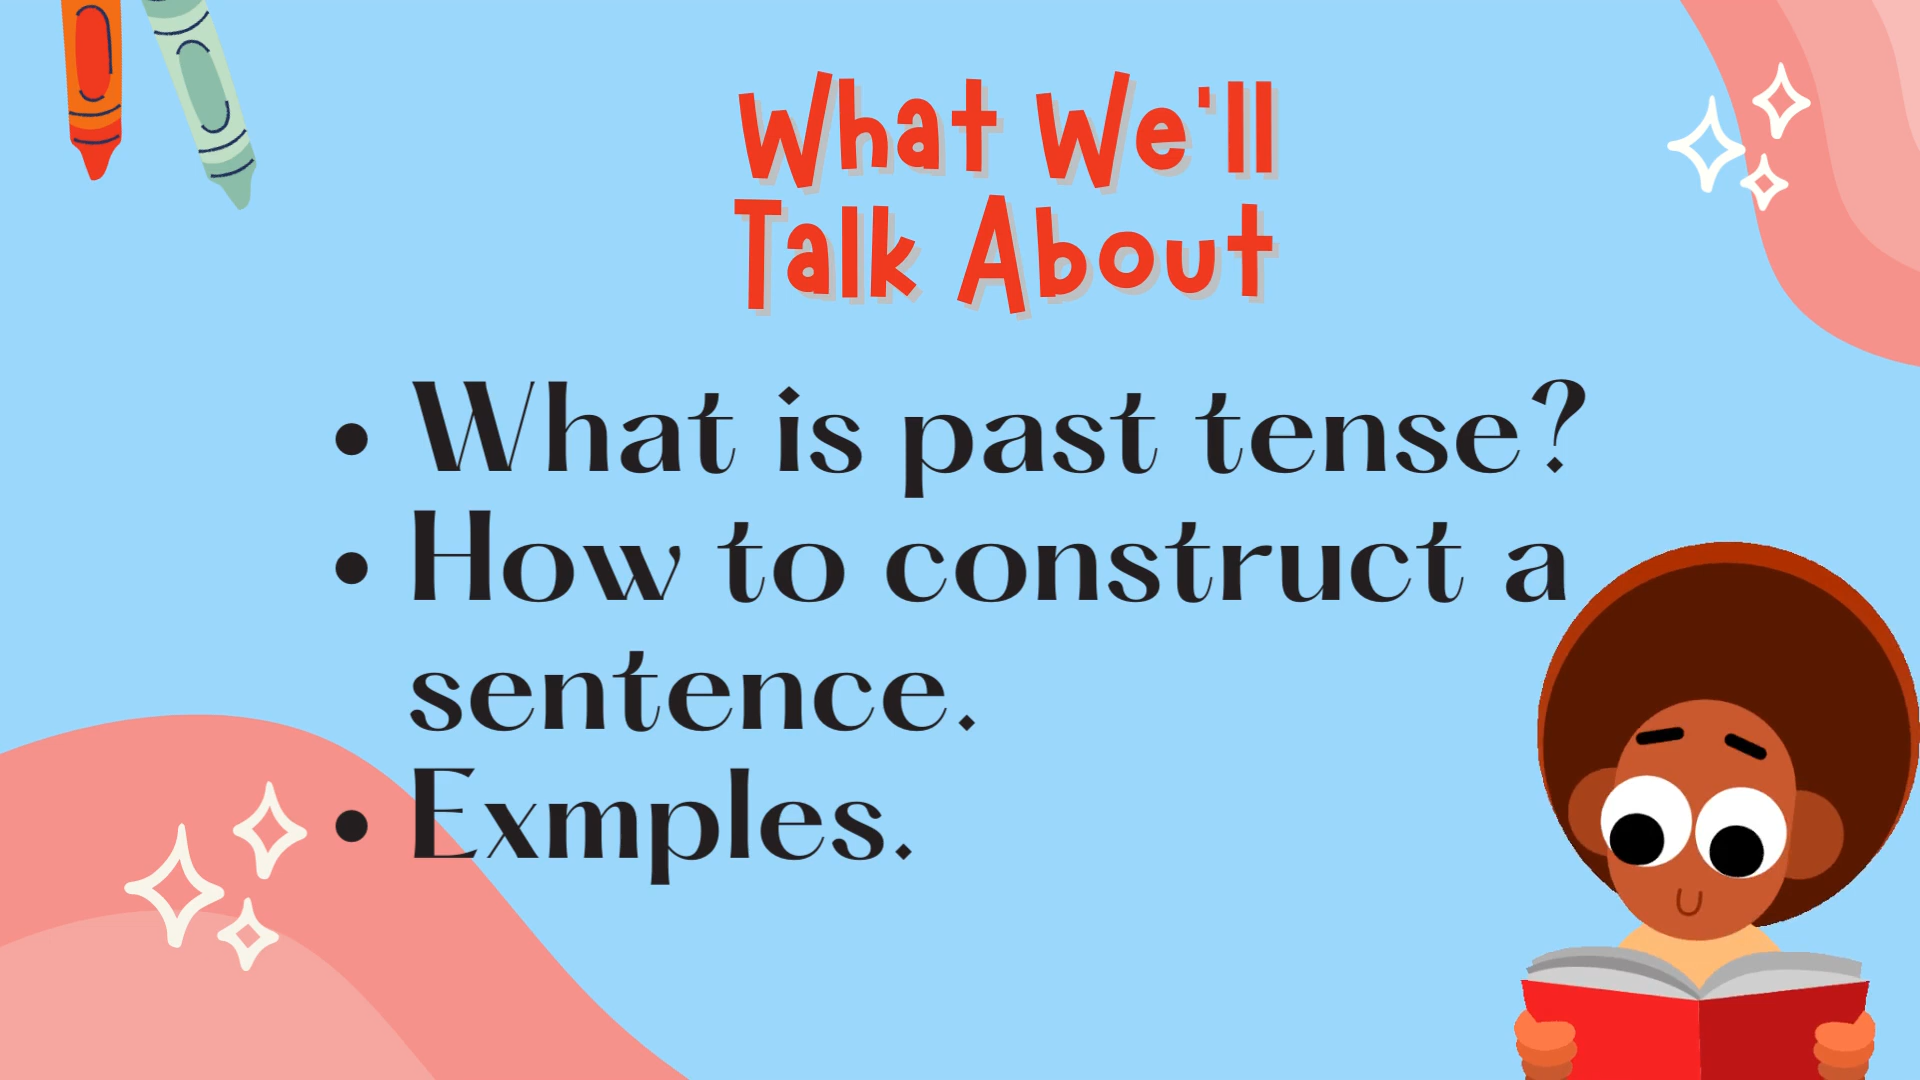 What We'll
Talk About
• What is past tense?
• How to construct a
sentence.
• Exmples.